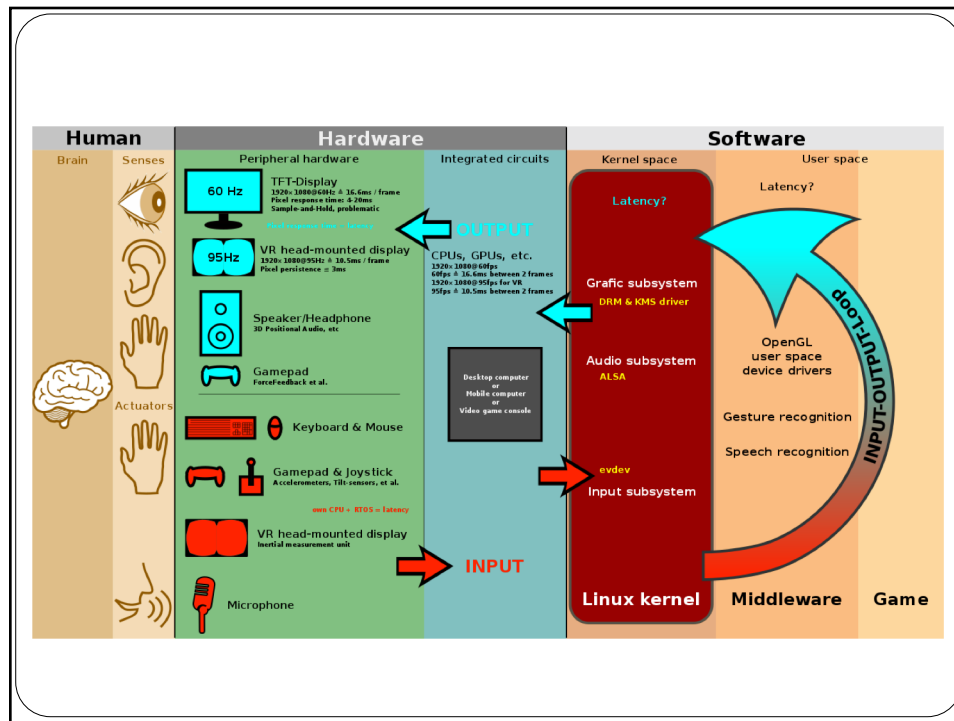 Human
Hardware
Software
Brain
Senses
Peripheral hardware
Integrated circuits
Kernel space
User space
60 Hz
TFT-Display
1920×1080@60Hz ≙ 16.6ms / frame
Pixel response time: 4-20ms
Sample-and-Hold, problematic
95Hz
VR head-mounted display
1920×1080@95Hz ≙ 10.5ms / frame
Pixel persistence ≤ 3ms
Speaker/Headphone
3D Positional Audio, etc
Gamepad
ForceFeedback et al.
Actuators
Keyboard & Mouse
Gamepad & Joystick
Accelerometers, Tilt-sensors, et al.
own CPU + RTOS = latency
VR head-mounted display
Inertial measurement unit
Microphone
OUTPUT
CPUs, GPUs, etc.
1920×1080@60fps
60fps ≙ 16.6ms between 2 frames
1920×1080@95fps for VR
95fps ≙ 10.5ms between 2 frames
Desktop computer
or
Mobile computer
or
Video game console
INPUT
Latency?
Grafic subsystem
DRM & KMS driver
Audio subsystem
ALSA
evdev
Input subsystem
Linux kernel
Latency?
OpenGL
user space
device drivers
Gesture recognition
Speech recognition
INPUT-OUTPUT-Loop
Middleware
Game